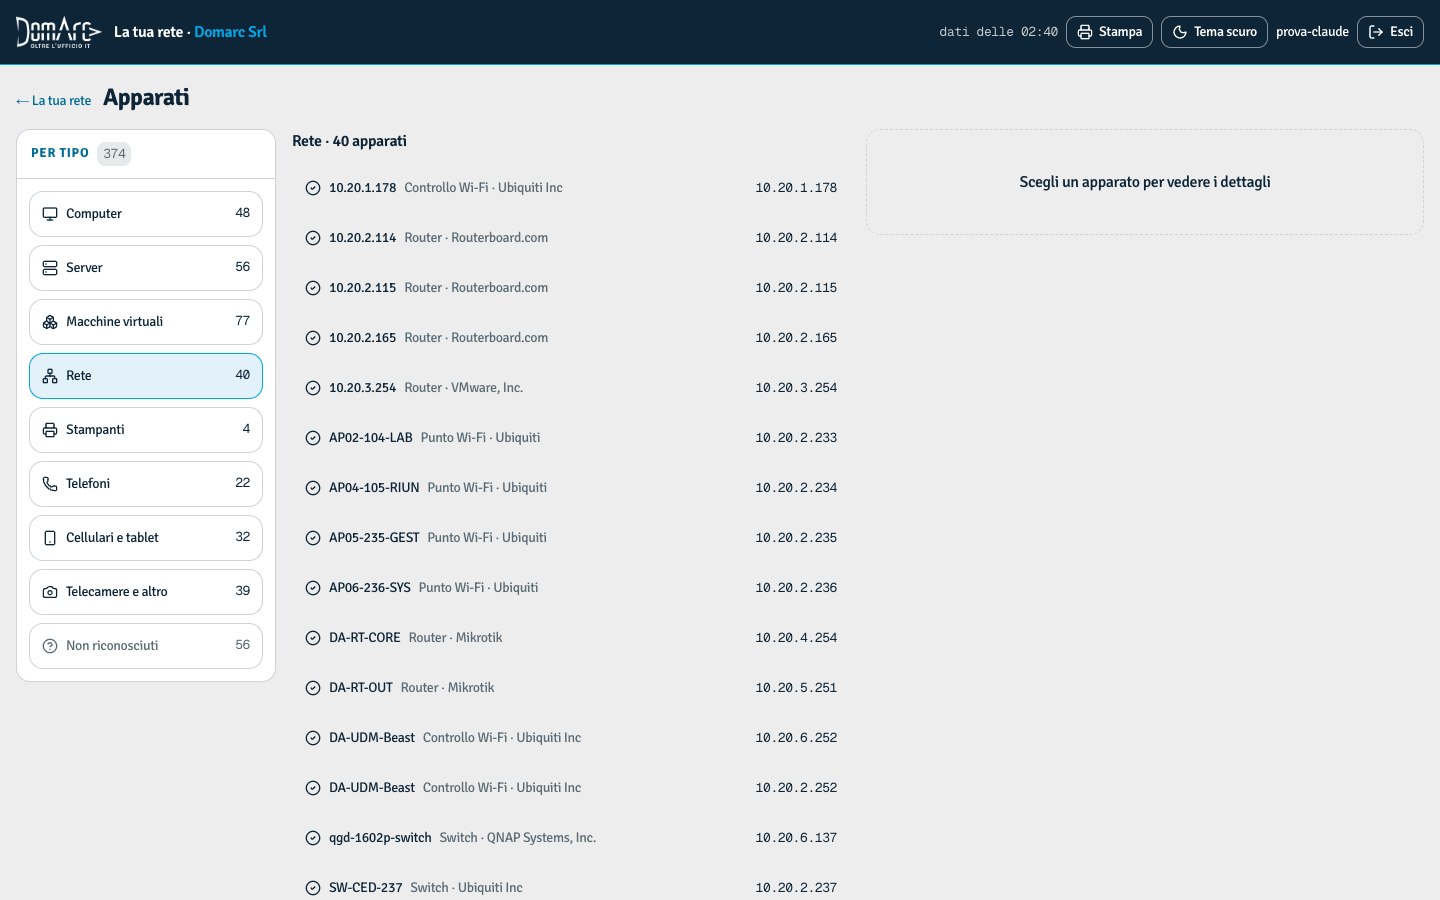 DomArc
OLTRE L'UFFICIO IT
La tua rete · Domarc Srl
dati delle 02:40
Stampa
Tema scuro
prova-claude
Esci
← La tua rete
Apparati
PER TIPO 374
Computer 48
Server 56
Macchine virtuali 77
Rete 40
Stampanti 4
Telefoni 22
Cellulari e tablet 32
Telecamere e altro 39
Non riconosciuti 56
Rete · 40 apparati
10.20.1.178 Controllo Wi-Fi · Ubiquiti Inc 10.20.1.178
10.20.2.114 Router · Routerboard.com 10.20.2.114
10.20.2.115 Router · Routerboard.com 10.20.2.115
10.20.2.165 Router · Routerboard.com 10.20.2.165
10.20.3.254 Router · VMware, Inc. 10.20.3.254
AP02-104-LAB Punto Wi-Fi · Ubiquiti 10.20.2.233
AP04-105-RIUN Punto Wi-Fi · Ubiquiti 10.20.2.234
AP05-235-GEST Punto Wi-Fi · Ubiquiti 10.20.2.235
AP06-236-SYS Punto Wi-Fi · Ubiquiti 10.20.2.236
DA-RT-CORE Router · Mikrotik 10.20.4.254
DA-RT-OUT Router · Mikrotik 10.20.5.251
DA-UDM-Beast Controllo Wi-Fi · Ubiquiti Inc 10.20.6.252
DA-UDM-Beast Controllo Wi-Fi · Ubiquiti Inc 10.20.2.252
qgd-1602p-switch Switch · QNAP Systems, Inc. 10.20.6.137
SW-CED-237 Switch · Ubiquiti Inc 10.20.2.237
Scegli un apparato per vedere i dettagli